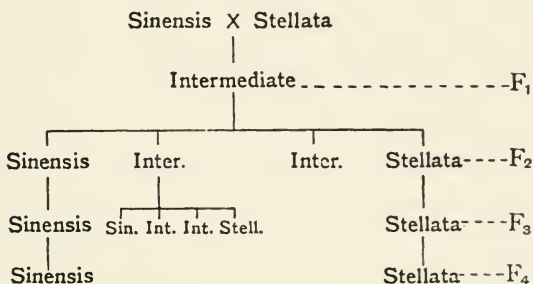 Sinensis X Stellata
Intermediate F₁
Sinensis Inter. Inter. Stellata F₂
Sinensis Sin. Int. Int. Stell. Stellata F₃
Sinensis Stellata F₄